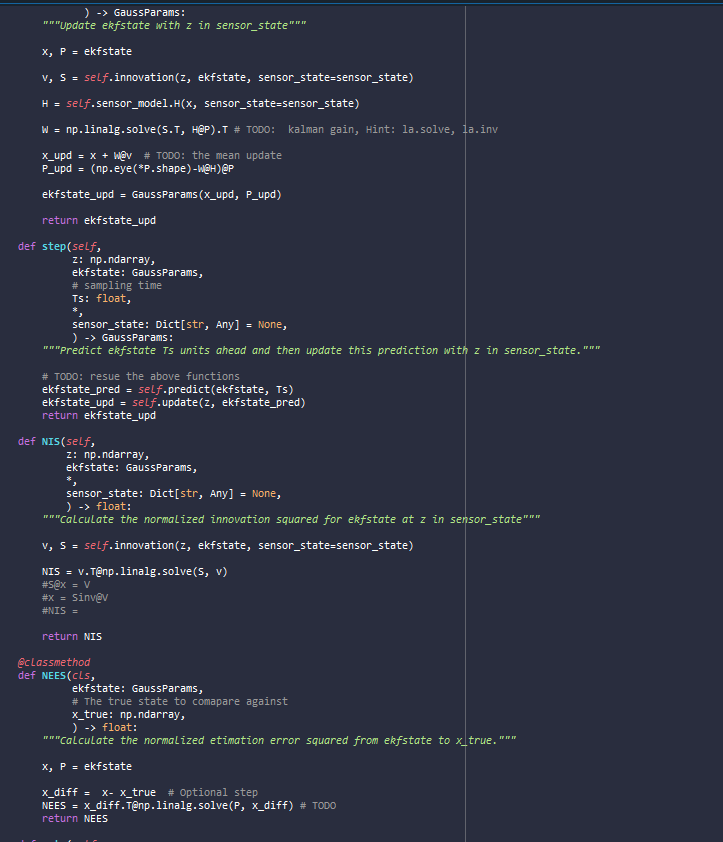 ) -> GaussParams:
"""Update ekfstate with z in sensor_state"""
x, P = ekfstate
v, S = self.innovation(z, ekfstate, sensor_state=sensor_state)
H = self.sensor_model.H(x, sensor_state=sensor_state)
W = np.linalg.solve(S.T, H@P).T # TODO:  kalman gain, Hint: la.solve, la.inv
x_upd = x + W@v  # TODO: the mean update
P_upd = (np.eye(*P.shape)-W@H)@P
ekfstate_upd = GaussParams(x_upd, P_upd)
return ekfstate_upd
def step(self,
z: np.ndarray,
ekfstate: GaussParams,
# sampling time
Ts: float,
*,
sensor_state: Dict[str, Any] = None,
) -> GaussParams:
"""Predict ekfstate Ts units ahead and then update this prediction with z in sensor_state."""
# TODO: resue the above functions
ekfstate_pred = self.predict(ekfstate, Ts)
ekfstate_upd = self.update(z, ekfstate_pred)
return ekfstate_upd
def NIS(self,
z: np.ndarray,
ekfstate: GaussParams,
*,
sensor_state: Dict[str, Any] = None,
) -> float:
"""Calculate the normalized innovation squared for ekfstate at z in sensor_state"""
v, S = self.innovation(z, ekfstate, sensor_state=sensor_state)
NIS = v.T@np.linalg.solve(S, v)
#S@x = V
#x = Sinv@V
#NIS =
return NIS
@classmethod
def NEES(cls,
ekfstate: GaussParams,
# The true state to comapare against
x_true: np.ndarray,
) -> float:
"""Calculate the normalized etimation error squared from ekfstate to x_true."""
x, P = ekfstate
x_diff =  x- x_true  # Optional step
NEES = x_diff.T@np.linalg.solve(P, x_diff) # TODO
return NEES